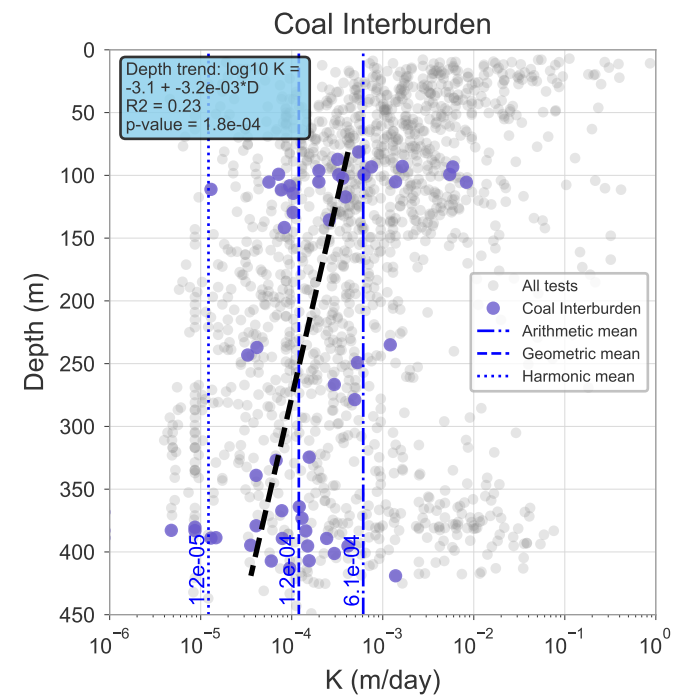 Coal Interburden
Depth trend: log10 K =
-3.1 + -3.2e-03*D
R2 = 0.23
p-value = 1.8e-04
0
50
100
150
200
250
300
350
400
450
Depth (m)
All tests
Coal Interburden
Arithmetic mean
Geometric mean
Harmonic mean
1.2e-05
1.2e-04
6.1e-04
10⁻⁶ 10⁻⁵ 10⁻⁴ 10⁻³ 10⁻² 10⁻¹ 10⁰
K (m/day)